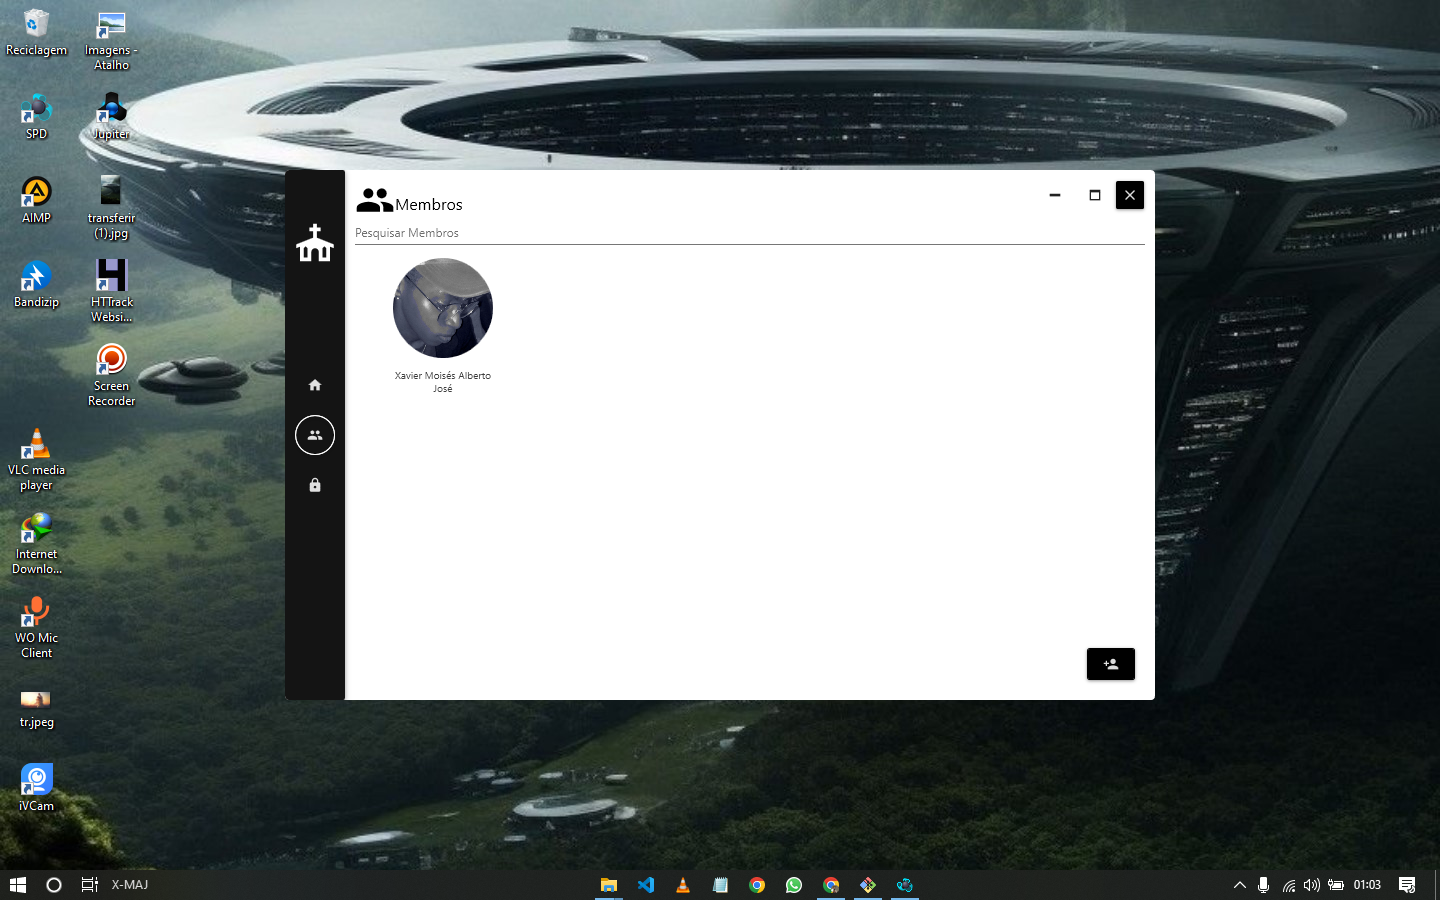 Reciclagem
Imagens -
Atalho
SPD
Jupiter
AIMP
transferir
(1).jpg
Bandizip
HTTrack
Websi...
Screen
Recorder
VLC media
player
Internet
Downlo...
WO Mic
Client
tr.jpeg
iVCam
Membros
Pesquisar Membros
Xavier Moisés Alberto
José
X-MAJ
01:03